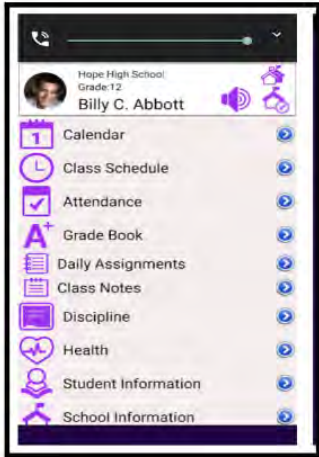 Hope High School
Grade:12
Billy C. Abbott
1
Calendar
Class Schedule
Attendance
A+
Grade Book
Daily Assignments
Class Notes
Discipline
Health
Student Information
School Information